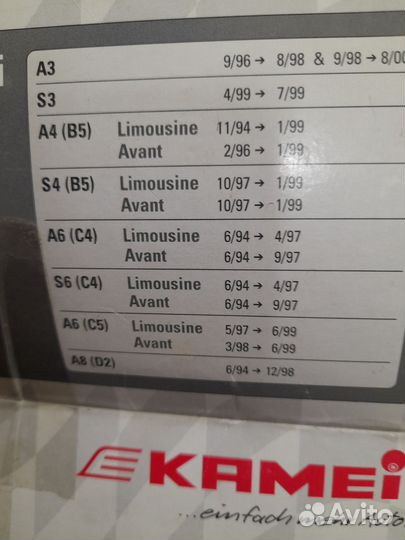 i
A3 9/96 → 8/98 & 9/98 → 8/00
S3 4/99 → 7/99
A4 (B5) Limousine 11/94 → 1/99
Avant 2/96 → 1/99
S4 (B5) Limousine 10/97 → 1/99
Avant 10/97 → 1/99
A6 (C4) Limousine 6/94 → 4/97
Avant 6/94 → 9/97
S6 (C4) Limousine 6/94 → 4/97
Avant 6/94 → 9/97
A6 (C5) Limousine 5/97 → 6/99
Avant 3/98 → 6/99
A8 (D2) 6/94 → 12/98
KAMEI
...einfach mehr Auto
Avito